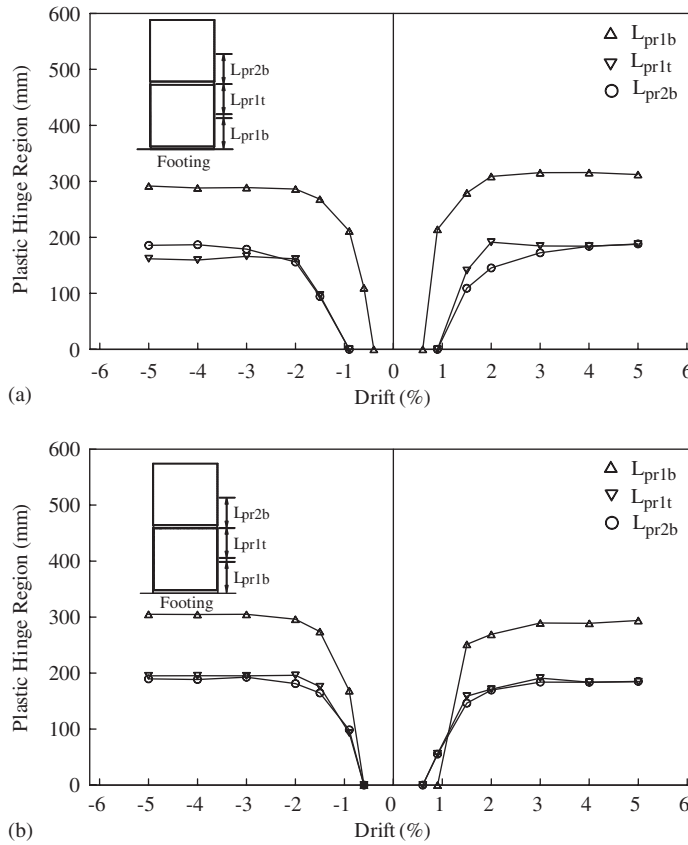 600
500
400
300
200
100
0
Plastic Hinge Region (mm)
Lpr2b
Lpr1t
Lpr1b
Footing
Lpr1b
Lpr1t
Lpr2b
-6 -5 -4 -3 -2 -1 0 1 2 3 4 5 6
(a)
Drift (%)
600
500
400
300
200
100
0
Plastic Hinge Region (mm)
Lpr2b
Lpr1t
Lpr1b
Footing
Lpr1b
Lpr1t
Lpr2b
-6 -5 -4 -3 -2 -1 0 1 2 3 4 5 6
(b)
Drift (%)